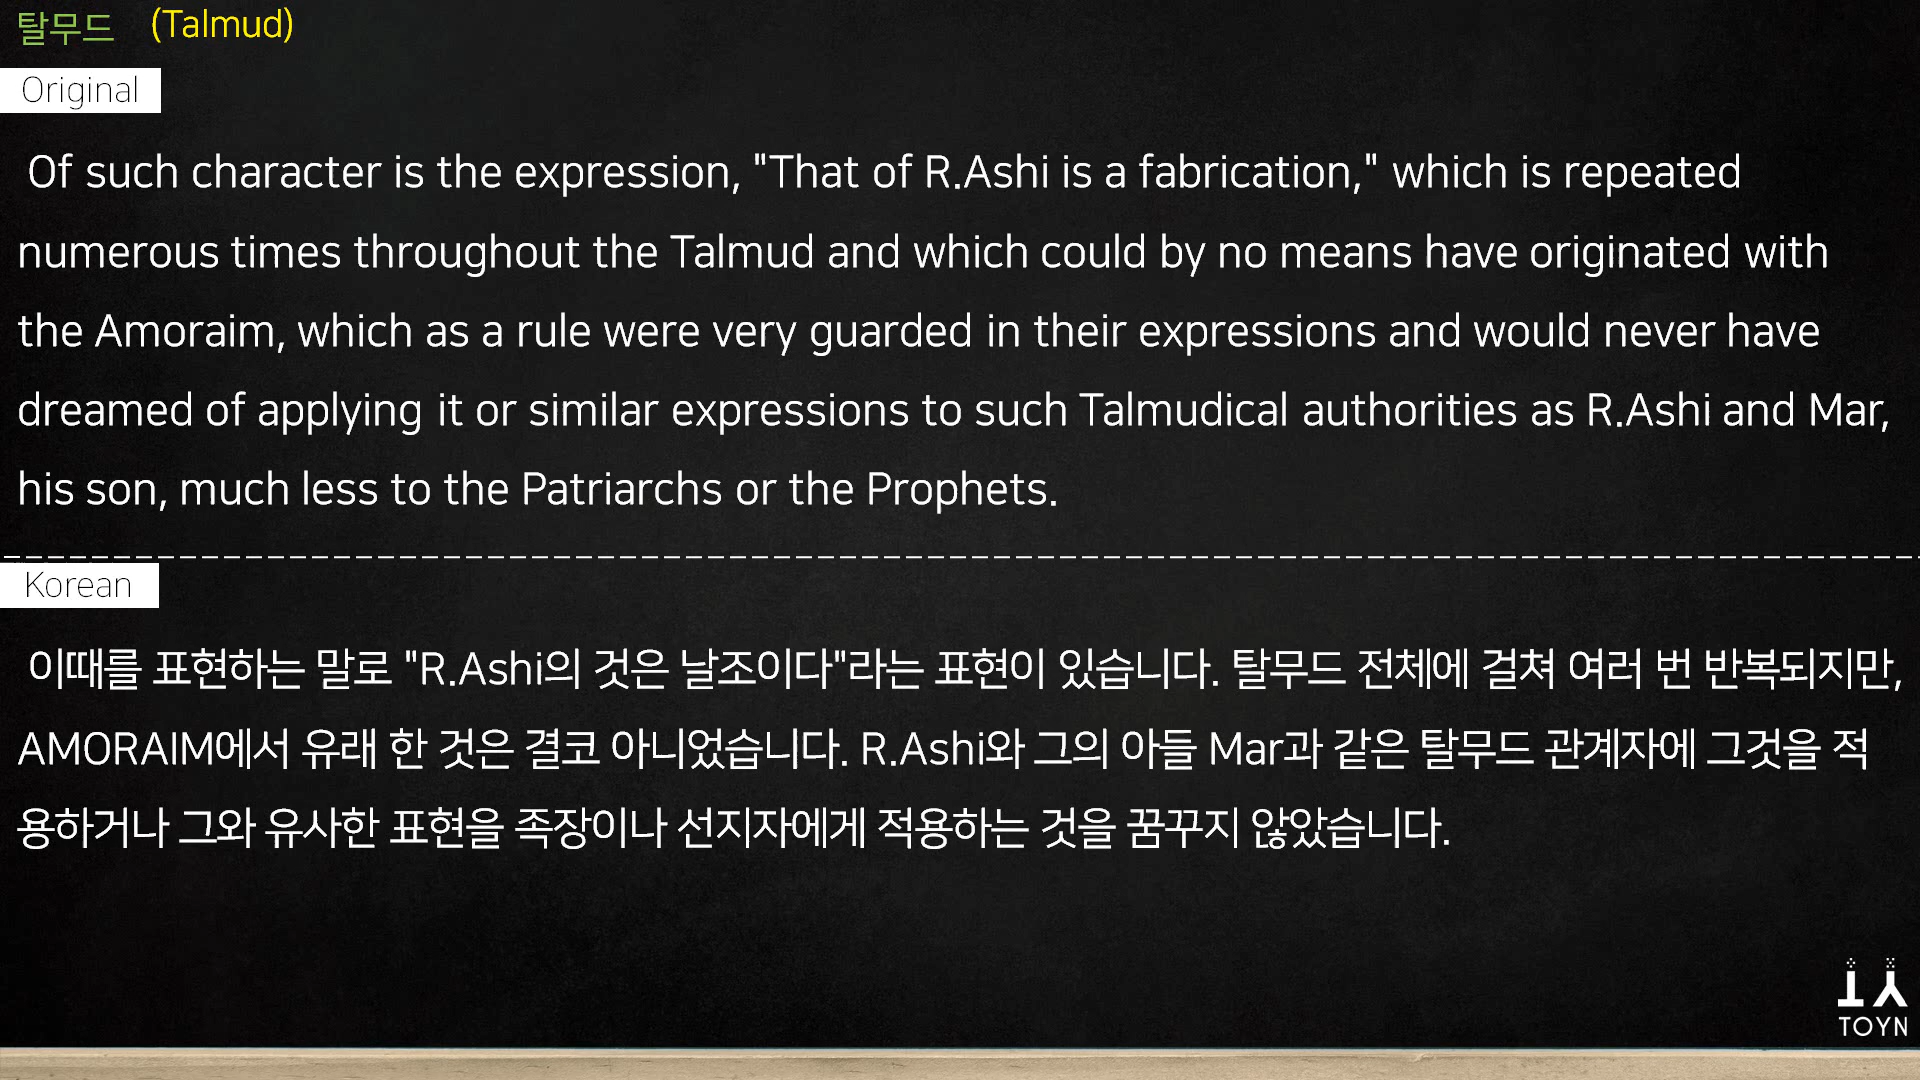 탈무드 (Talmud)
Original
Of such character is the expression, "That of R.Ashi is a fabrication," which is repeated
numerous times throughout the Talmud and which could by no means have originated with
the Amoraim, which as a rule were very guarded in their expressions and would never have
dreamed of applying it or similar expressions to such Talmudical authorities as R.Ashi and Mar,
his son, much less to the Patriarchs or the Prophets.
Korean
이때를 표현하는 말로 "R.Ashi의 것은 날조이다"라는 표현이 있습니다. 탈무드 전체에 걸쳐 여러 번 반복되지만,
AMORAIM에서 유래 한 것은 결코 아니었습니다. R.Ashi와 그의 아들 Mar과 같은 탈무드 관계자에 그것을 적
용하거나 그와 유사한 표현을 족장이나 선지자에게 적용하는 것을 꿈꾸지 않았습니다.
TOYN